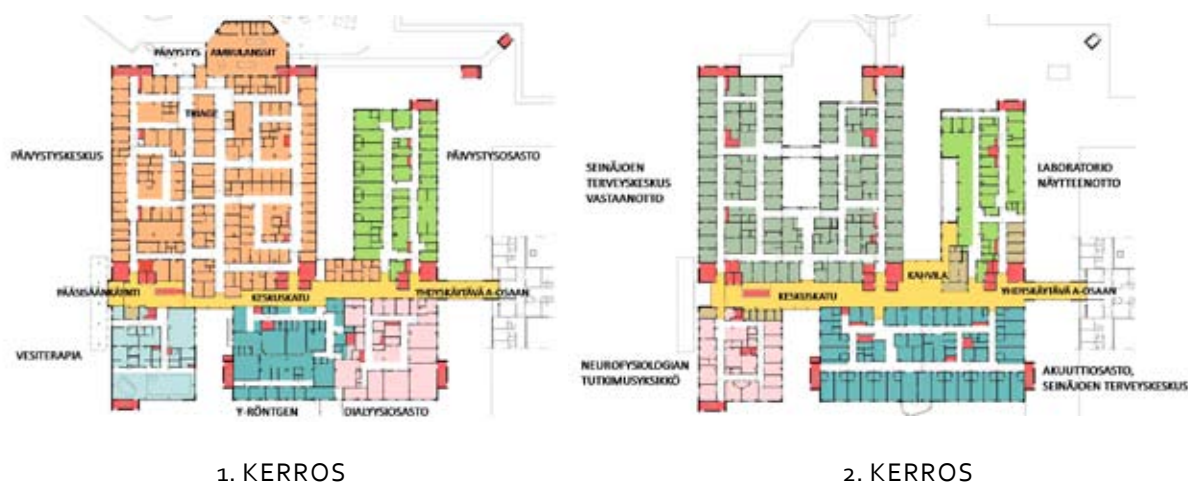 PÄIVYSTYS
AMBULANSSIT
TRIAGE
PÄIVYSTYSKESKUS
PÄIVYSTYSOSASTO
PÄÄSISÄÄNKÄYNTI
KESKUSKATU
YHDYSKÄYTÄVÄ A-OSAAN
VESITERAPIA
Y-RÖNTGEN
DIALYYSIOSASTO
1. KERROS
SEINÄJOEN
TERVEYSKESKUS
VASTAANOTTO
LABORATORIO
NÄYTTEENOTTO
KAHVILA
KESKUSKATU
YHDYSKÄYTÄVÄ A-OSAAN
NEUROFYSIOLOGIAN
TUTKIMUSYKSIKKÖ
AKUUTTIOSASTO,
SEINÄJOEN TERVEYSKESKUS
2. KERROS